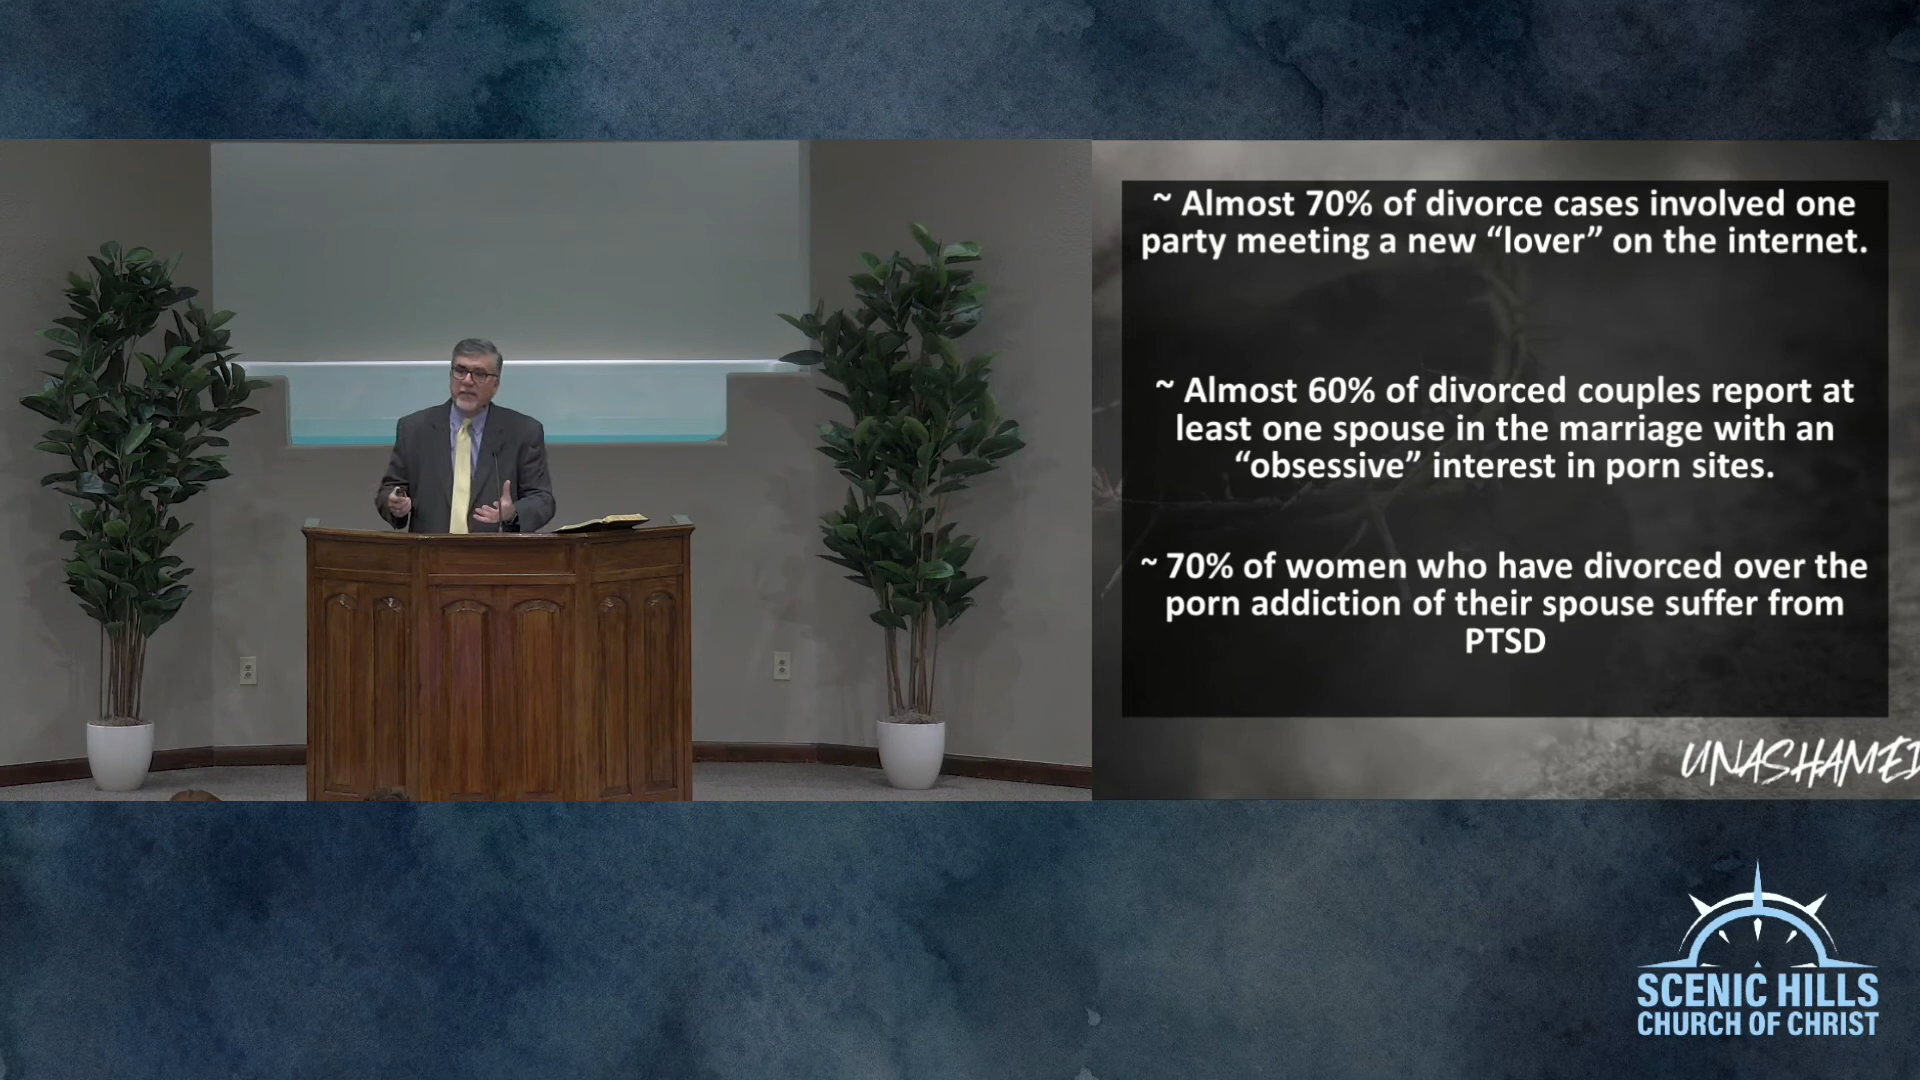 ~ Almost 70% of divorce cases involved one
party meeting a new “lover” on the internet.
~ Almost 60% of divorced couples report at
least one spouse in the marriage with an
“obsessive” interest in porn sites.
~ 70% of women who have divorced over the
porn addiction of their spouse suffer from
PTSD
UNASHAMED
SCENIC HILLS
CHURCH OF CHRIST